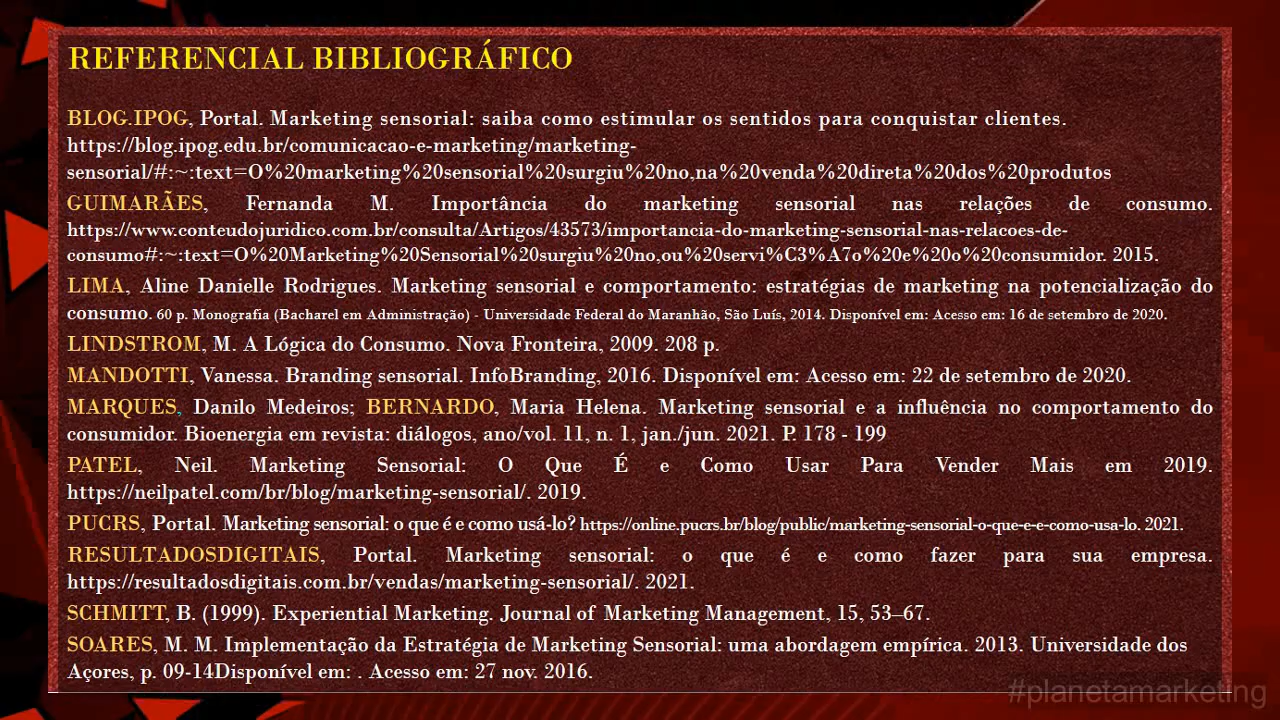 REFERENCIAL BIBLIOGRÁFICO
BLOG.IPOG, Portal. Marketing sensorial: saiba como estimular os sentidos para conquistar clientes.
https://blog.ipog.edu.br/comunicacao-e-marketing/marketing-
sensorial/#:~:text=O%20marketing%20sensorial%20surgiu%20no,na%20venda%20direta%20dos%20produtos
GUIMARÃES, Fernanda M. Importância do marketing sensorial nas relações de consumo.
https://www.conteudojuridico.com.br/consulta/Artigos/43573/importancia-do-marketing-sensorial-nas-relacoes-de-
consumo#:~:text=O%20Marketing%20Sensorial%20surgiu%20no,ou%20servi%C3%A7o%20e%20o%20consumidor. 2015.
LIMA, Aline Danielle Rodrigues. Marketing sensorial e comportamento: estratégias de marketing na potencialização do
consumo. 60 p. Monografia (Bacharel em Administração) - Universidade Federal do Maranhão, São Luís, 2014. Disponível em: Acesso em: 16 de setembro de 2020.
LINDSTROM, M. A Lógica do Consumo. Nova Fronteira, 2009. 208 p.
MANDOTTI, Vanessa. Branding sensorial. InfoBranding, 2016. Disponível em: Acesso em: 22 de setembro de 2020.
MARQUES, Danilo Medeiros; BERNARDO, Maria Helena. Marketing sensorial e a influência no comportamento do
consumidor. Bioenergia em revista: diálogos, ano/vol. 11, n. 1, jan./jun. 2021. P. 178 - 199
PATEL, Neil. Marketing Sensorial: O Que É e Como Usar Para Vender Mais em 2019.
https://neilpatel.com/br/blog/marketing-sensorial/. 2019.
PUCRS, Portal. Marketing sensorial: o que é e como usá-lo? https://online.pucrs.br/blog/public/marketing-sensorial-o-que-e-e-como-usa-lo. 2021.
RESULTADOSDIGITAIS, Portal. Marketing sensorial: o que é e como fazer para sua empresa.
https://resultadosdigitais.com.br/vendas/marketing-sensorial/. 2021.
SCHMITT, B. (1999). Experiential Marketing. Journal of Marketing Management, 15, 53–67.
SOARES, M. M. Implementação da Estratégia de Marketing Sensorial: uma abordagem empírica. 2013. Universidade dos
Açores, p. 09-14Disponível em: . Acesso em: 27 nov. 2016.
#planetamarketing